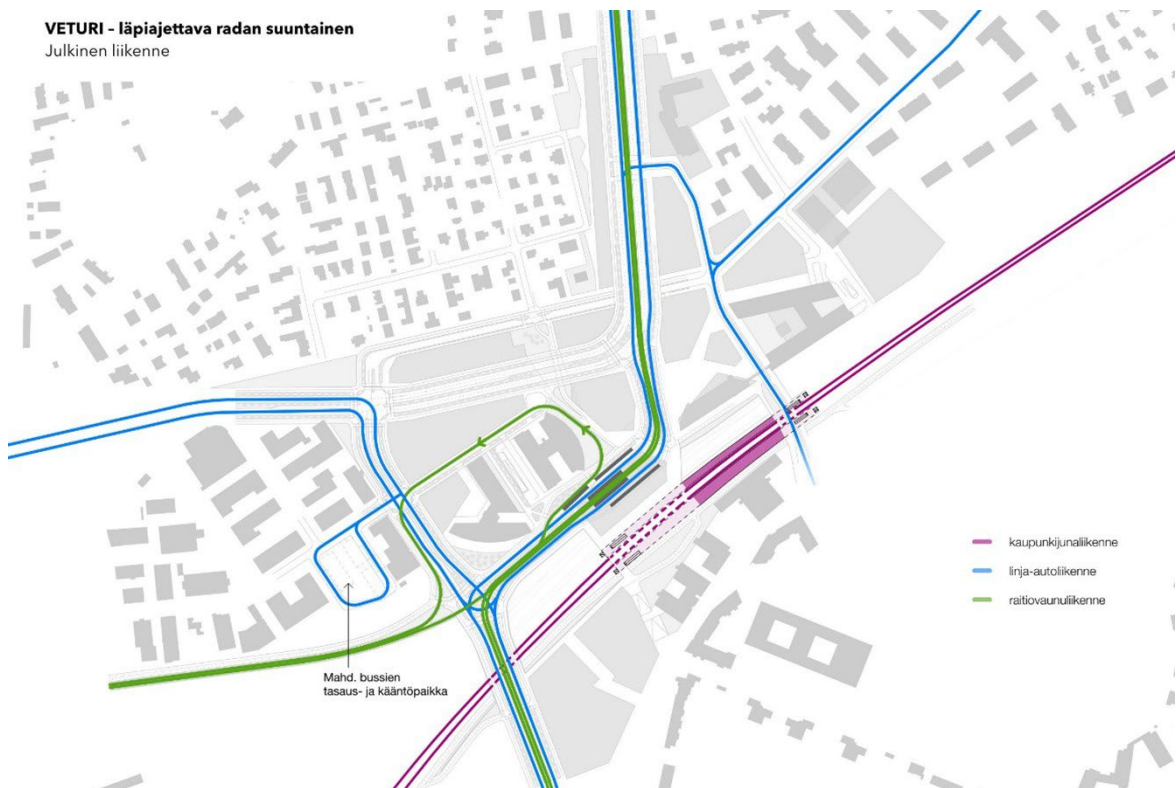 VETURI – läpiajettava radan suuntainen
Julkinen liikenne
kaupunkijunaliikenne
linja-autoliikenne
raitiovaunuliikenne
Mahd. bussien
tasaus- ja kääntöpaikka